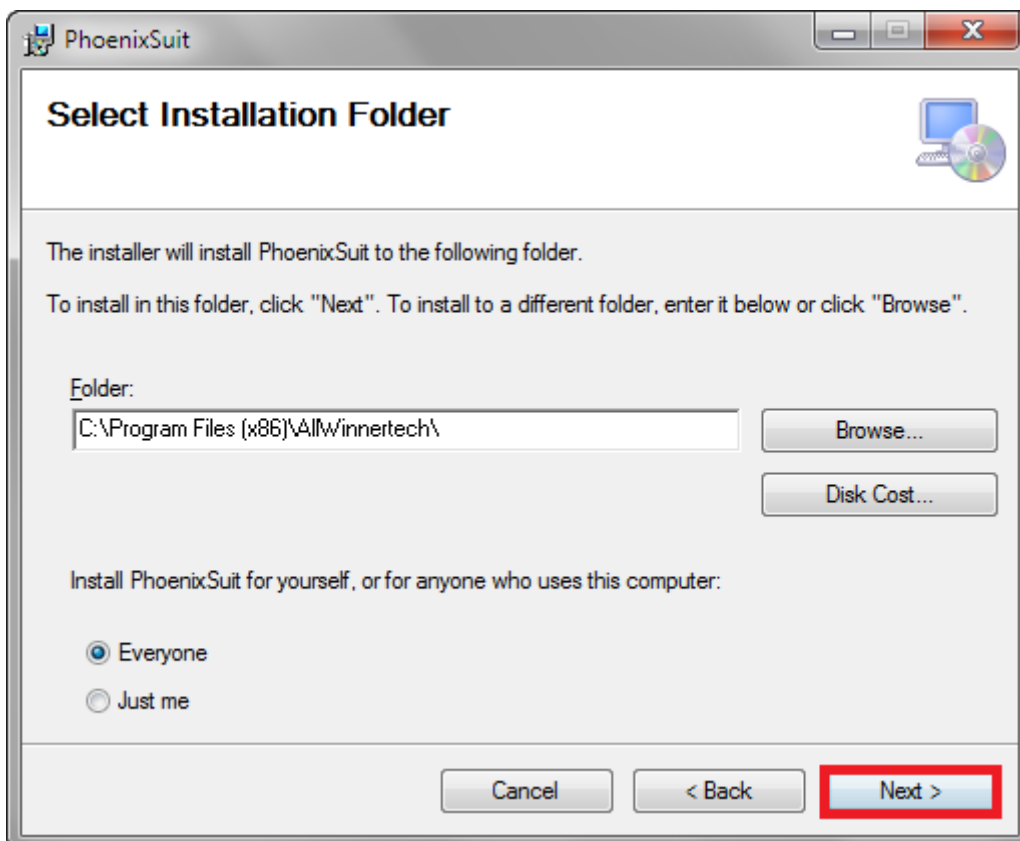 PhoenixSuit
Select Installation Folder
The installer will install PhoenixSuit to the following folder.
To install in this folder, click "Next". To install to a different folder, enter it below or click "Browse".
Folder:
C:\Program Files (x86)\AllWinnertech\
Browse...
Disk Cost...
Install PhoenixSuit for yourself, or for anyone who uses this computer:
Everyone
Just me
Cancel
< Back
Next >